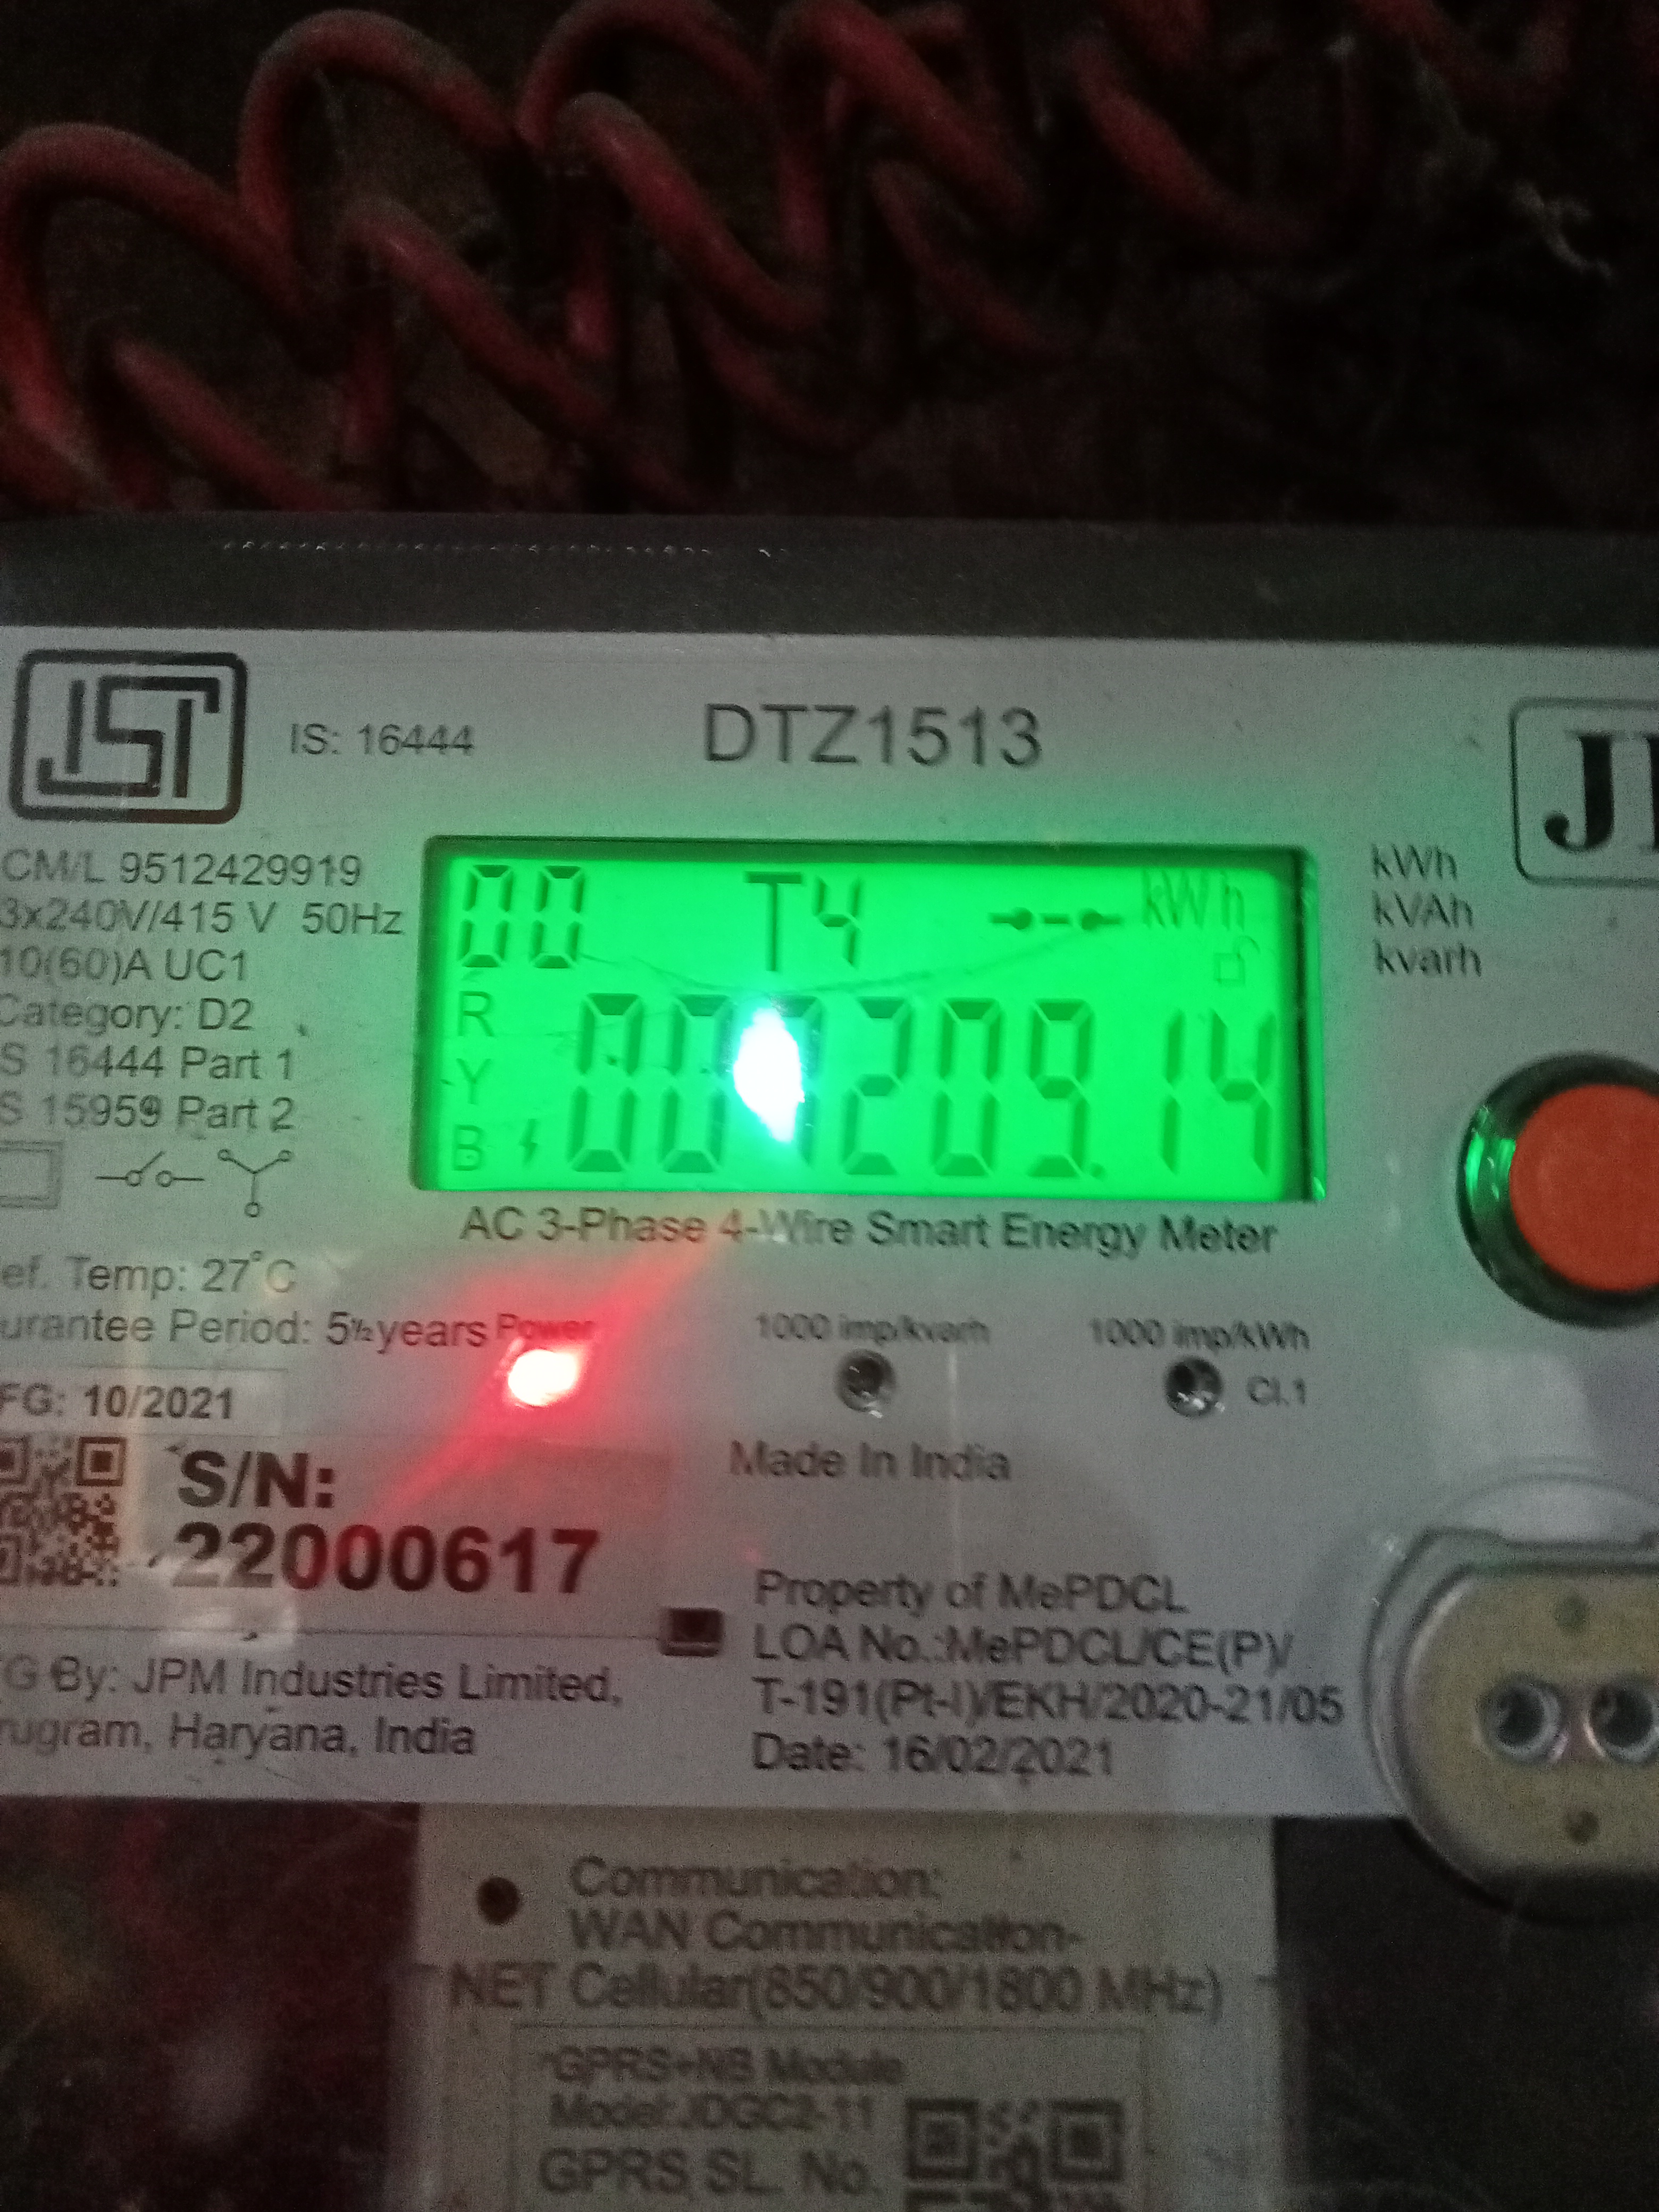 IS: 16444
DTZ1513
CM/L 9512429919
3x240V/415 V 50Hz
10(60)A UC1
Category: D2
S 16444 Part 1
S 15959 Part 2
00 T4 kWh
R
Y
B
209.14
kWh
kVAh
kvarh
AC 3-Phase 4-Wire Smart Energy Meter
ef. Temp: 27°C
urantee Period: 5½years
Power
1000 imp/kvarh
1000 imp/kWh
Cl.1
FG: 10/2021
S/N:
22000617
Made In India
G By: JPM Industries Limited,
rugram, Haryana, India
Property of MePDCL
LOA No.:MePDCL/CE(P)/
T-191(Pt-I)/EKH/2020-21/05
Date: 16/02/2021
Communication:
WAN Communication-
NET Cellular(850/900/1800 MHz)
GPRS+NB Module
Model:JDGC2-11
GPRS SL. No.